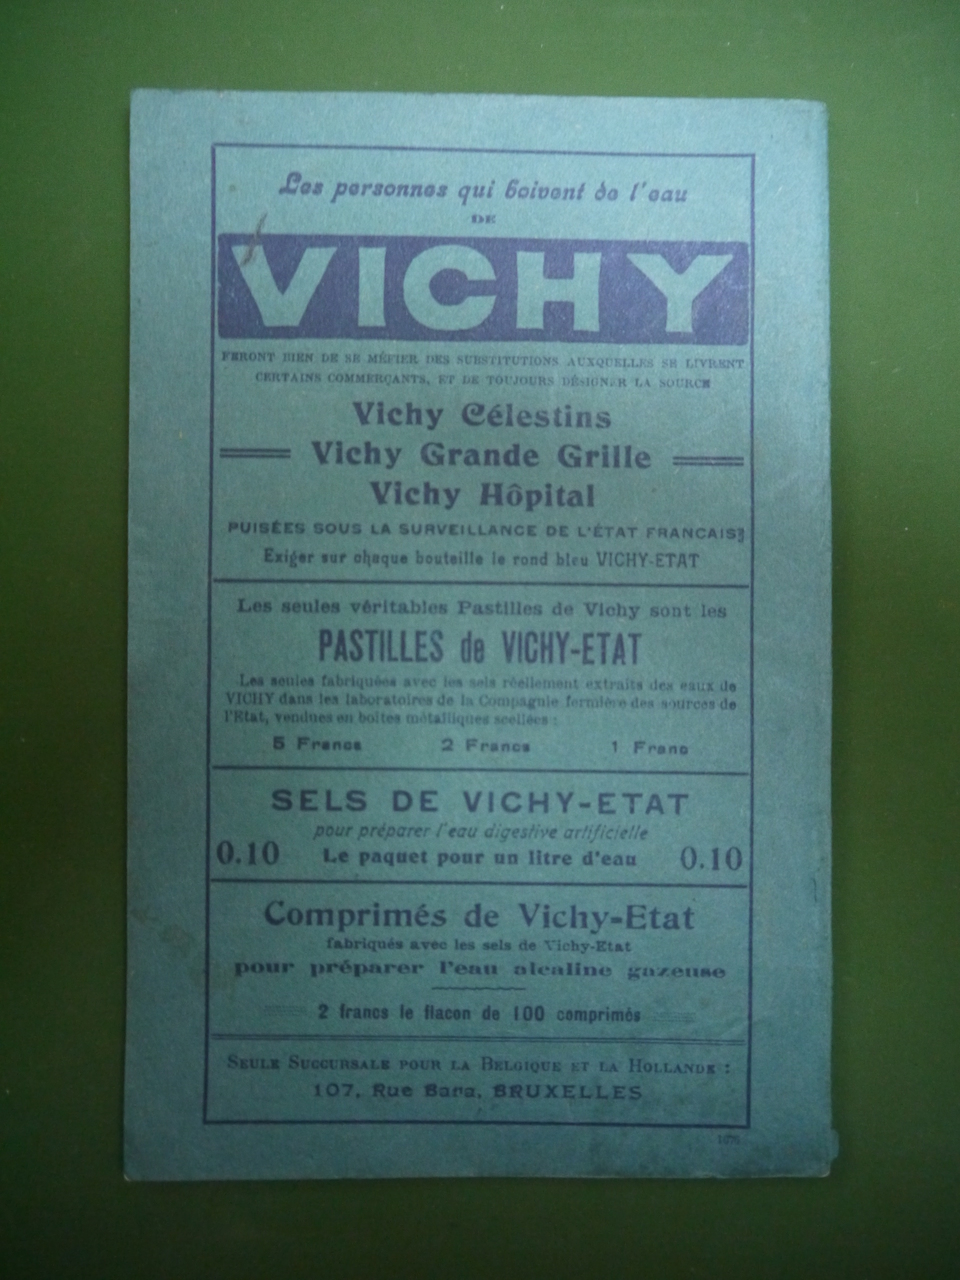 Les personnes qui boivent de l'eau
DE
VICHY
FERONT BIEN DE SE MÉFIER DES SUBSTITUTIONS AUXQUELLES SE LIVRENT
CERTAINS COMMERÇANTS, ET DE TOUJOURS DÉSIGNER LA SOURCE
Vichy Célestins
Vichy Grande Grille
Vichy Hôpital
PUISÉES SOUS LA SURVEILLANCE DE L'ÉTAT FRANCAIS
Exiger sur chaque bouteille le rond bleu VICHY-ETAT
Les seules véritables Pastilles de Vichy sont les
PASTILLES de VICHY-ETAT
Les seules fabriquées avec les sels réellement extraits des eaux de
VICHY dans les laboratoires de la Compagnie fermière des sources de
l'Etat, vendues en boîtes métalliques scellées :
5 Francs 2 Francs 1 Franc
SELS DE VICHY-ETAT
pour préparer l'eau digestive artificielle
0.10 Le paquet pour un litre d'eau 0.10
Comprimés de Vichy-Etat
fabriqués avec les sels de Vichy-Etat
pour préparer l'eau alcaline gazeuse
2 francs le flacon de 100 comprimés
SEULE SUCCURSALE POUR LA BELGIQUE ET LA HOLLANDE :
107, Rue Bara, BRUXELLES